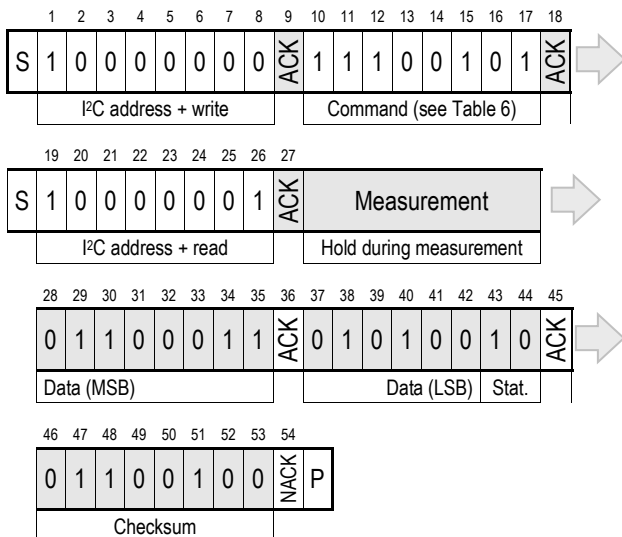 1 2 3 4 5 6 7 8 9 10 11 12 13 14 15 16 17 18
S 1 0 0 0 0 0 0 0 ACK 1 1 1 0 0 1 0 1 ACK
I²C address + write Command (see Table 6)
19 20 21 22 23 24 25 26 27
S 1 0 0 0 0 0 0 1 ACK Measurement
I²C address + read Hold during measurement
28 29 30 31 32 33 34 35 36 37 38 39 40 41 42 43 44 45
0 1 1 0 0 0 1 1 ACK 0 1 0 1 0 0 1 0 ACK
Data (MSB) Data (LSB) Stat.
46 47 48 49 50 51 52 53 54
0 1 1 0 0 1 0 0 NACK P
Checksum